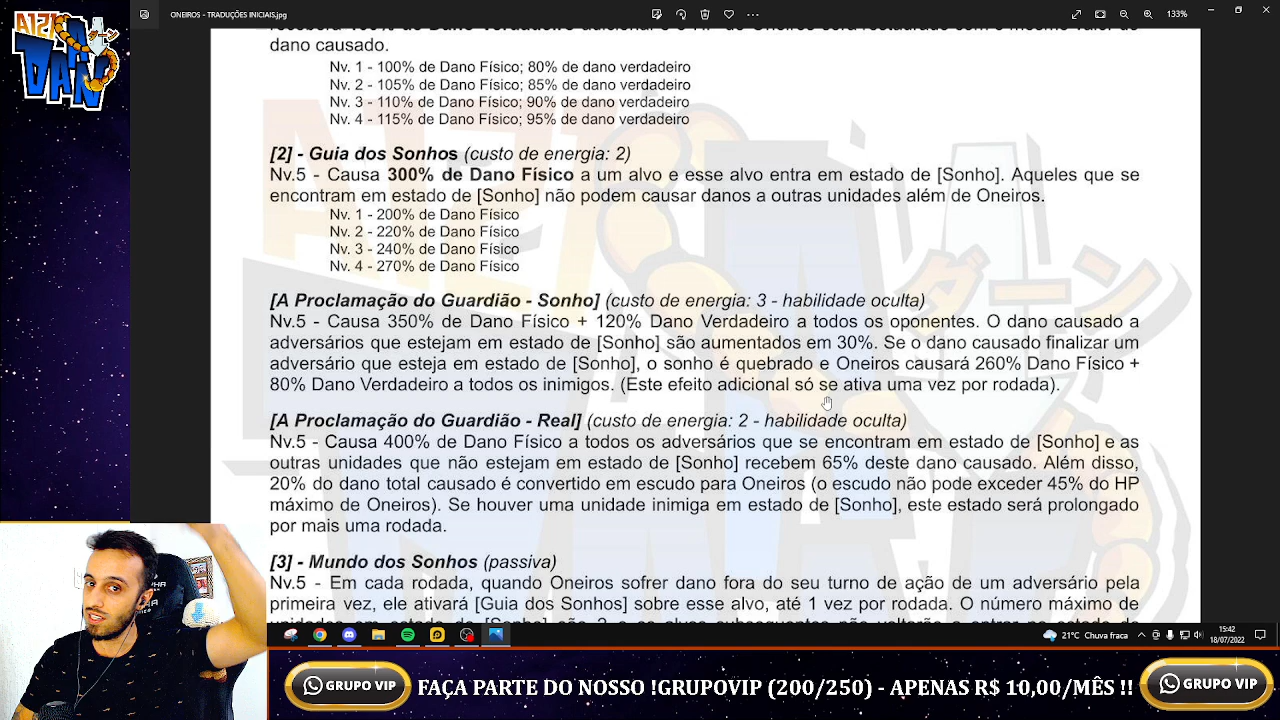 ONEIROS - TRADUÇÕES INICIAIS.jpg
133%
dano causado.
Nv. 1 - 100% de Dano Físico; 80% de dano verdadeiro
Nv. 2 - 105% de Dano Físico; 85% de dano verdadeiro
Nv. 3 - 110% de Dano Físico; 90% de dano verdadeiro
Nv. 4 - 115% de Dano Físico; 95% de dano verdadeiro
[2] - Guia dos Sonhos (custo de energia: 2)
Nv.5 - Causa 300% de Dano Físico a um alvo e esse alvo entra em estado de [Sonho]. Aqueles que se
encontram em estado de [Sonho] não podem causar danos a outras unidades além de Oneiros.
Nv. 1 - 200% de Dano Físico
Nv. 2 - 220% de Dano Físico
Nv. 3 - 240% de Dano Físico
Nv. 4 - 270% de Dano Físico
[A Proclamação do Guardião - Sonho] (custo de energia: 3 - habilidade oculta)
Nv.5 - Causa 350% de Dano Físico + 120% Dano Verdadeiro a todos os oponentes. O dano causado a
adversários que estejam em estado de [Sonho] são aumentados em 30%. Se o dano causado finalizar um
adversário que esteja em estado de [Sonho], o sonho é quebrado e Oneiros causará 260% Dano Físico +
80% Dano Verdadeiro a todos os inimigos. (Este efeito adicional só se ativa uma vez por rodada).
[A Proclamação do Guardião - Real] (custo de energia: 2 - habilidade oculta)
Nv.5 - Causa 400% de Dano Físico a todos os adversários que se encontram em estado de [Sonho] e as
outras unidades que não estejam em estado de [Sonho] recebem 65% deste dano causado. Além disso,
20% do dano total causado é convertido em escudo para Oneiros (o escudo não pode exceder 45% do HP
máximo de Oneiros). Se houver uma unidade inimiga em estado de [Sonho], este estado será prolongado
por mais uma rodada.
[3] - Mundo dos Sonhos (passiva)
Nv.5 - Em cada rodada, quando Oneiros sofrer dano fora do seu turno de ação de um adversário pela
primeira vez, ele ativará [Guia dos Sonhos] sobre esse alvo, até 1 vez por rodada. O número máximo de
21°C Chuva fraca
15:42
18/07/2022
GRUPO VIP
FAÇA PARTE DO NOSSO !GRUPOVIP (200/250) - APENAS R$ 10,00/MÊS !!
GRUPO VIP